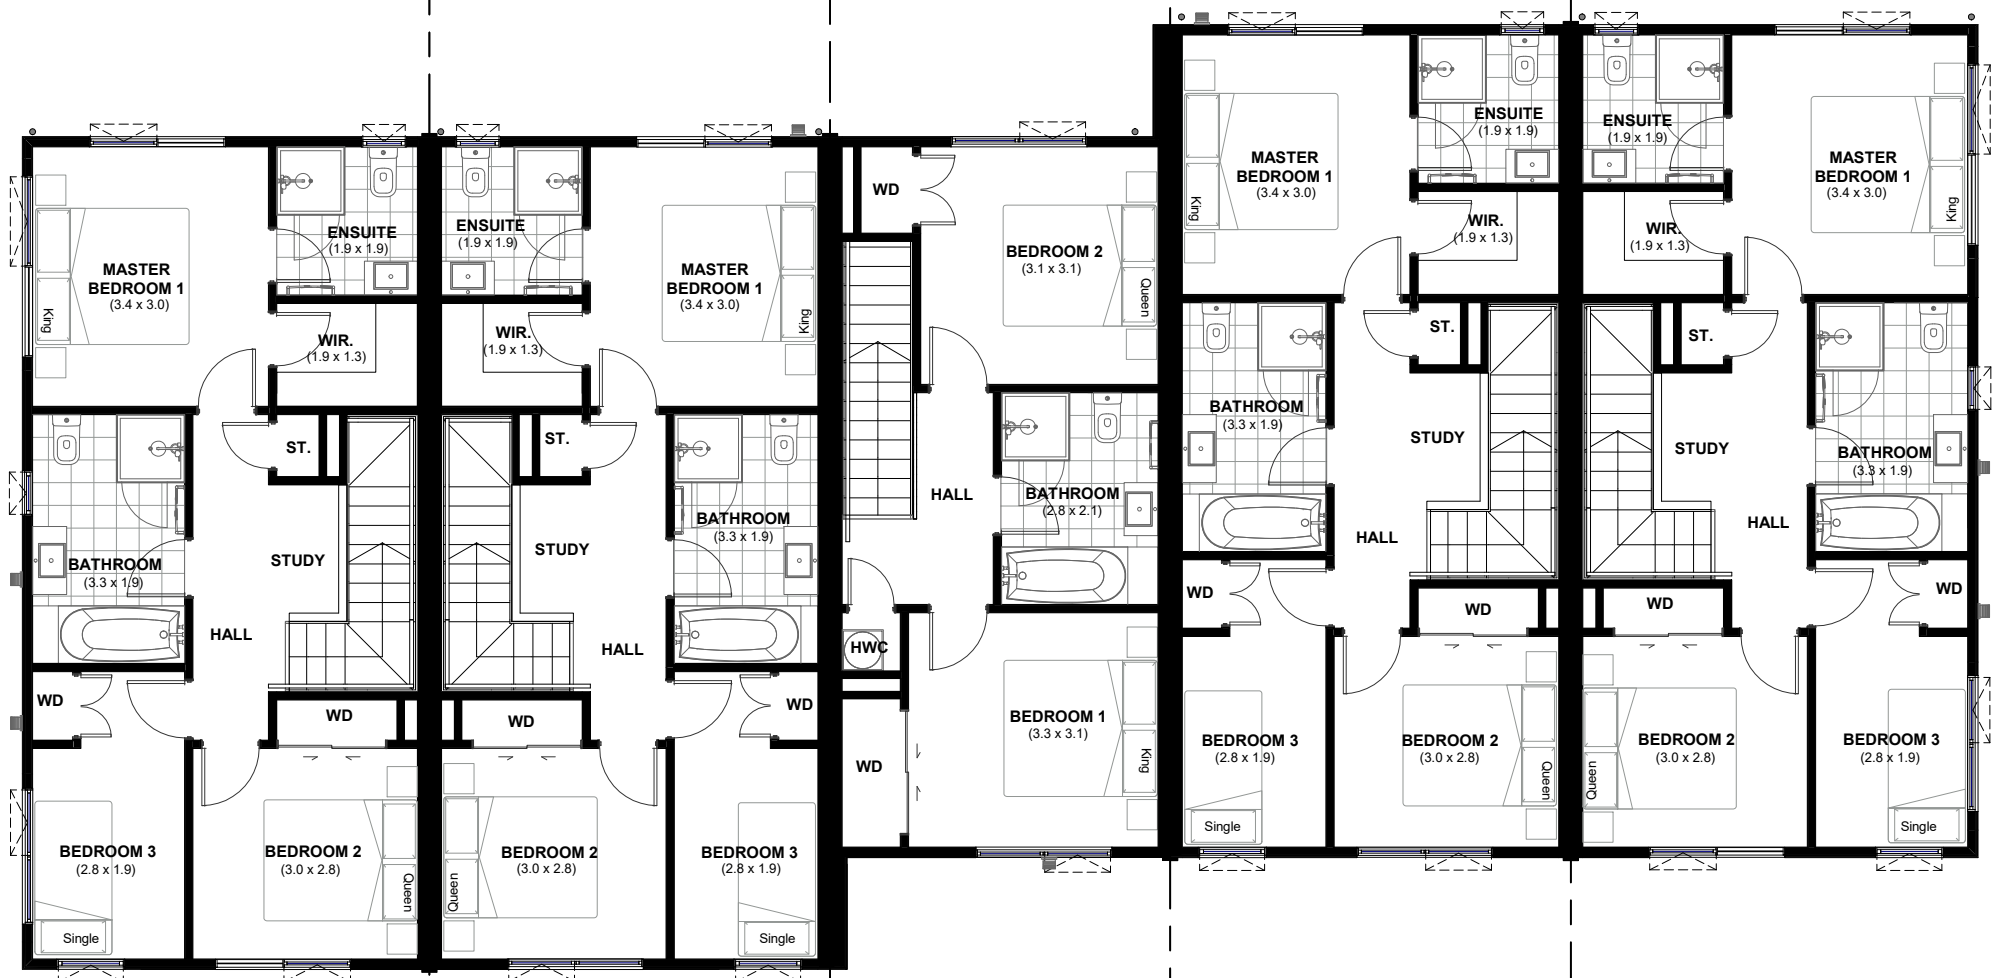 MASTER
BEDROOM 1
(3.4 x 3.0)
King
ENSUITE
(1.9 x 1.9)
WIR.
(1.9 x 1.3)
ST.
BATHROOM
(3.3 x 1.9)
STUDY
HALL
WD
WD
BEDROOM 3
(2.8 x 1.9)
Single
BEDROOM 2
(3.0 x 2.8)
Queen
ENSUITE
(1.9 x 1.9)
MASTER
BEDROOM 1
(3.4 x 3.0)
King
WIR.
(1.9 x 1.3)
ST.
STUDY
BATHROOM
(3.3 x 1.9)
HALL
WD
WD
BEDROOM 2
(3.0 x 2.8)
Queen
BEDROOM 3
(2.8 x 1.9)
Single
WD
BEDROOM 2
(3.1 x 3.1)
Queen
HALL
BATHROOM
(2.8 x 2.1)
HWC
WD
BEDROOM 1
(3.3 x 3.1)
King
MASTER
BEDROOM 1
(3.4 x 3.0)
King
ENSUITE
(1.9 x 1.9)
WIR.
(1.9 x 1.3)
ST.
BATHROOM
(3.3 x 1.9)
STUDY
HALL
WD
WD
BEDROOM 3
(2.8 x 1.9)
Single
BEDROOM 2
(3.0 x 2.8)
Queen
ENSUITE
(1.9 x 1.9)
MASTER
BEDROOM 1
(3.4 x 3.0)
King
WIR.
(1.9 x 1.3)
ST.
STUDY
BATHROOM
(3.3 x 1.9)
HALL
WD
WD
BEDROOM 2
(3.0 x 2.8)
Queen
BEDROOM 3
(2.8 x 1.9)
Single